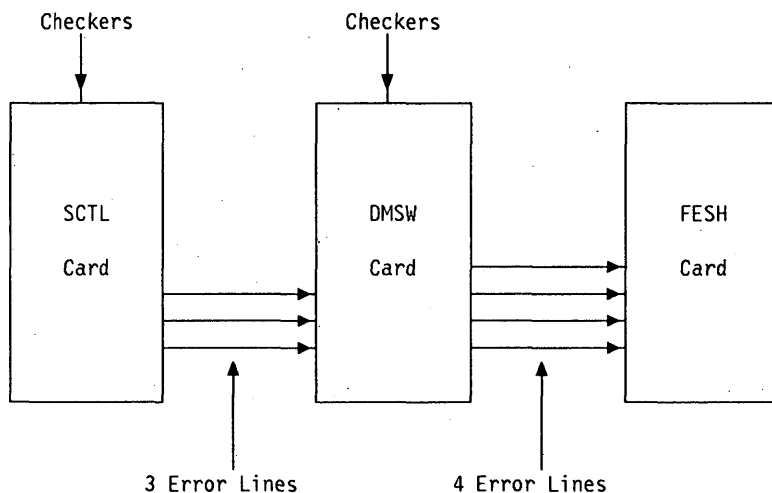 Checkers
Checkers
SCTL
DMSW
FESH
Card
Card
Card
3 Error Lines
4 Error Lines